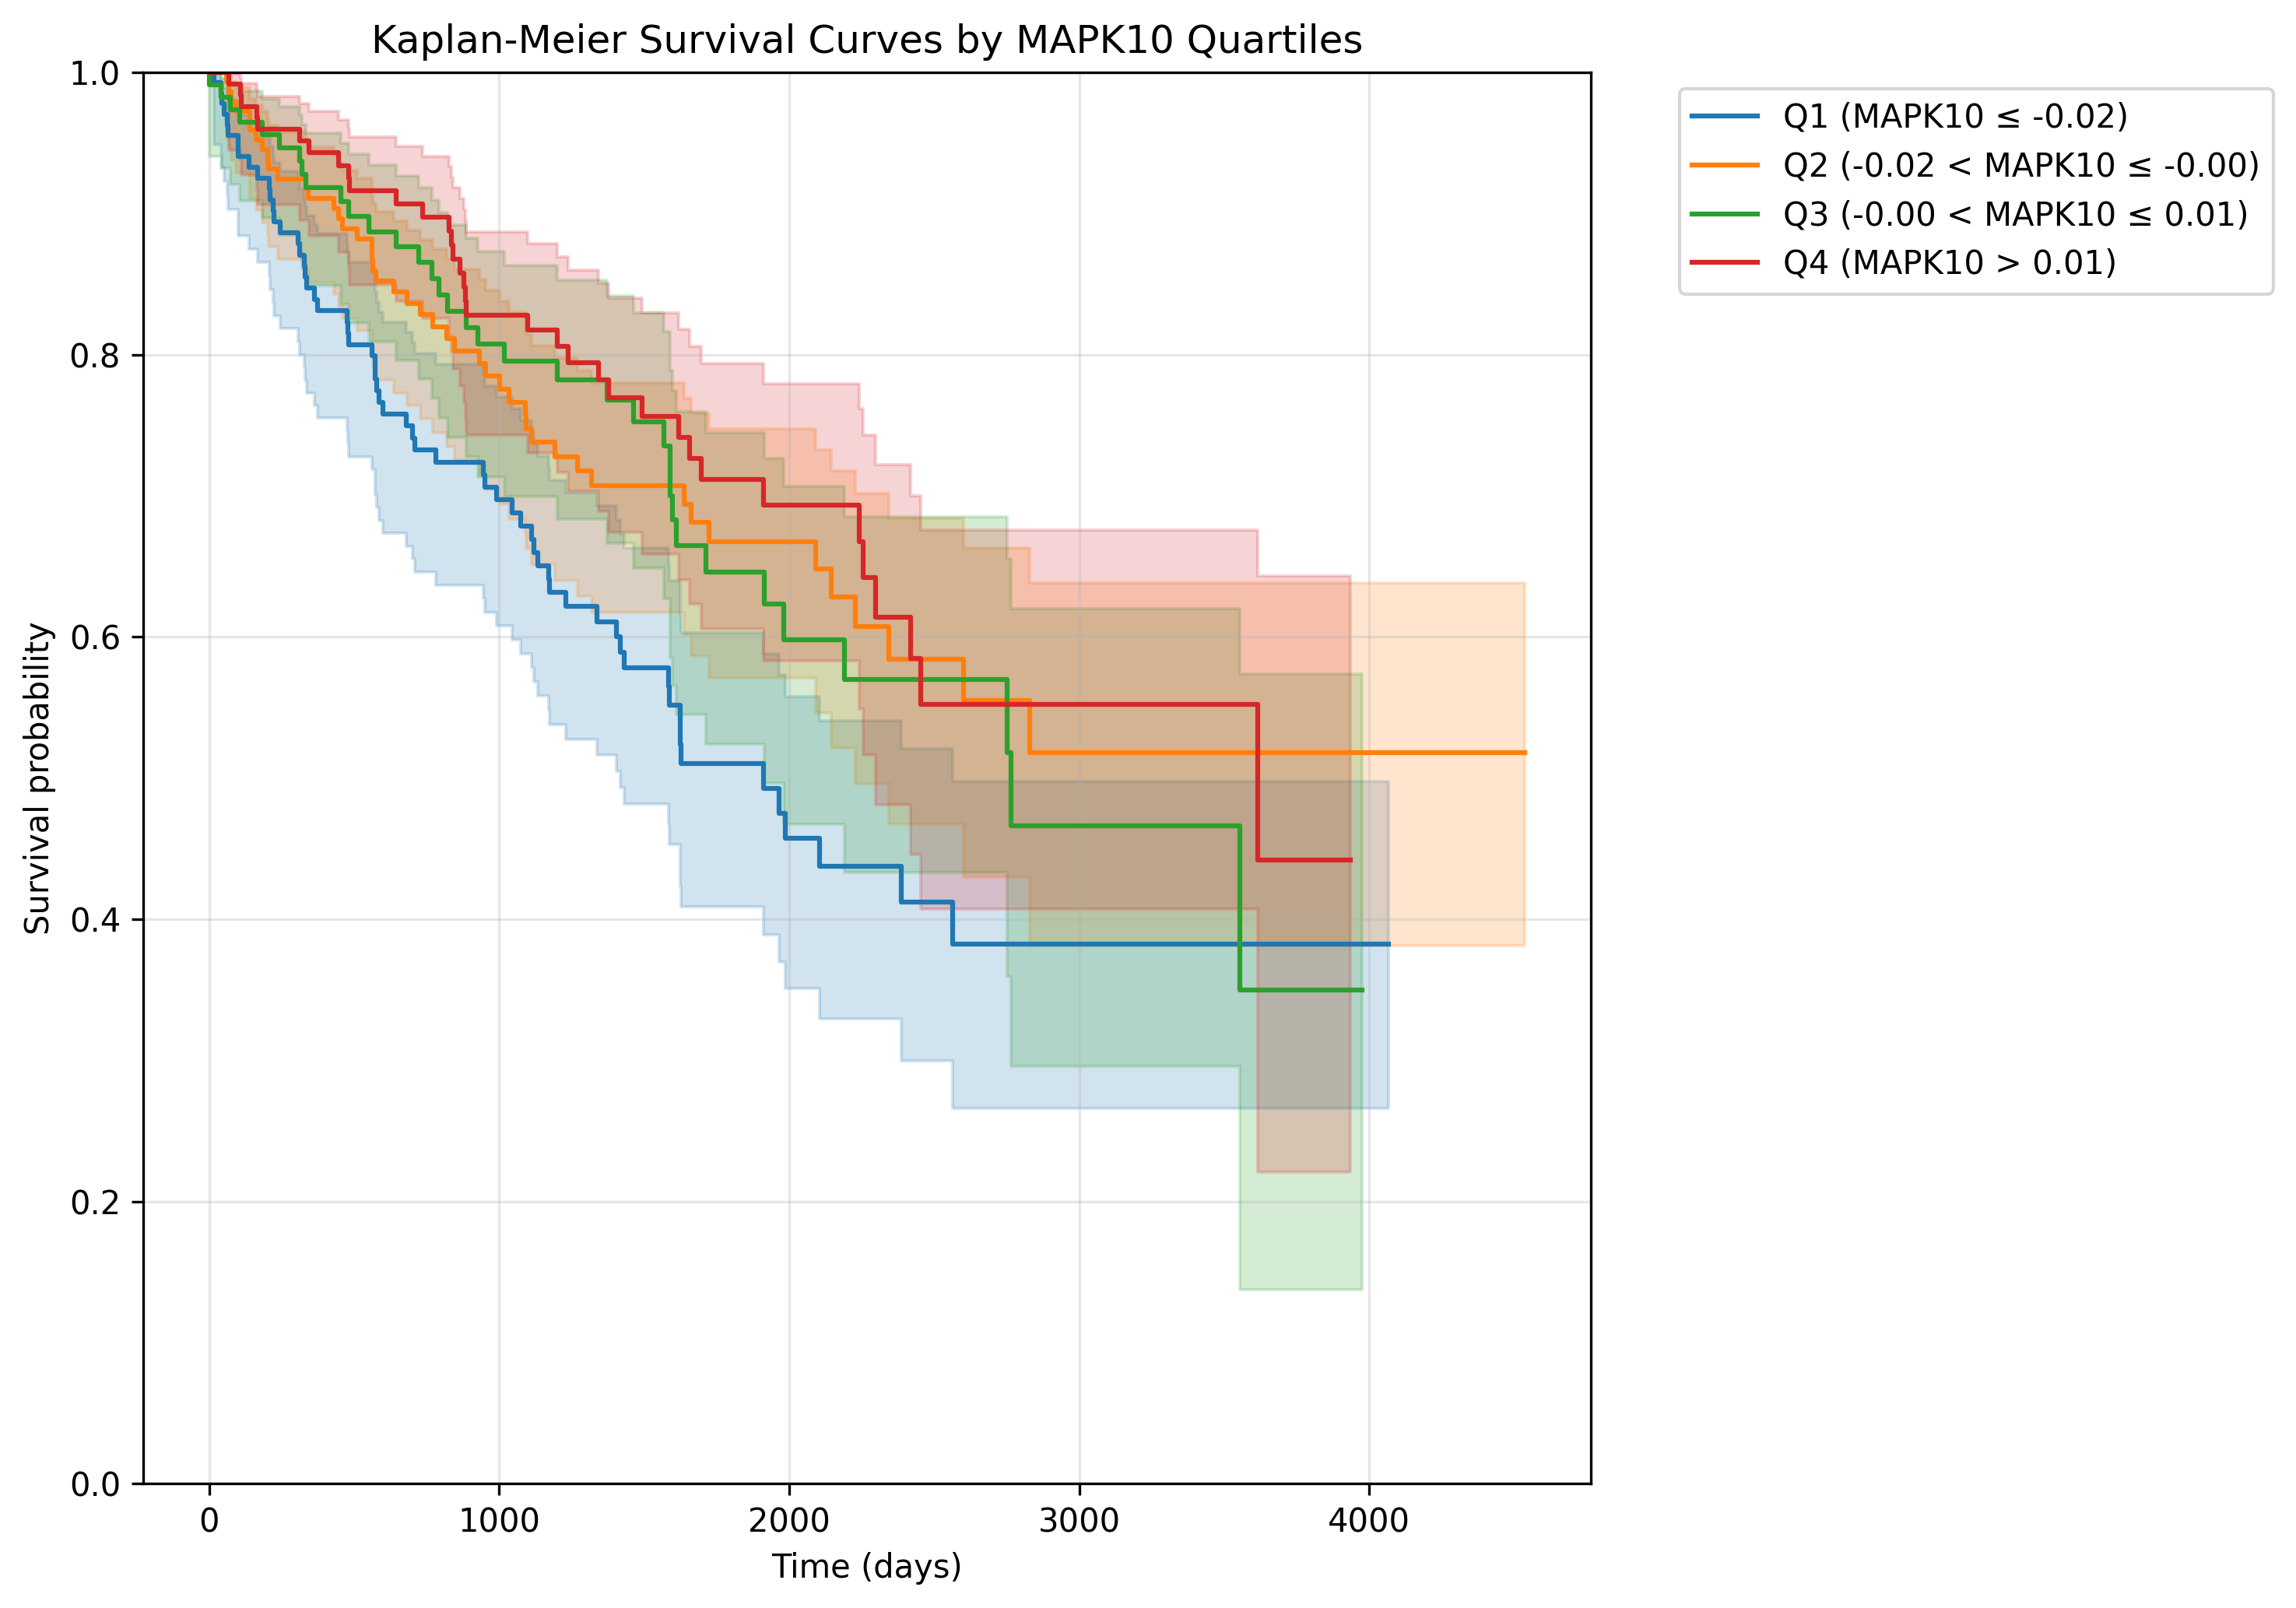 Kaplan-Meier Survival Curves by MAPK10 Quartiles
Q1 (MAPK10 ≤ -0.02)
Q2 (-0.02 < MAPK10 ≤ -0.00)
Q3 (-0.00 < MAPK10 ≤ 0.01)
Q4 (MAPK10 > 0.01)
Survival probability
1.0
0.8
0.6
0.4
0.2
0.0
0 1000 2000 3000 4000
Time (days)